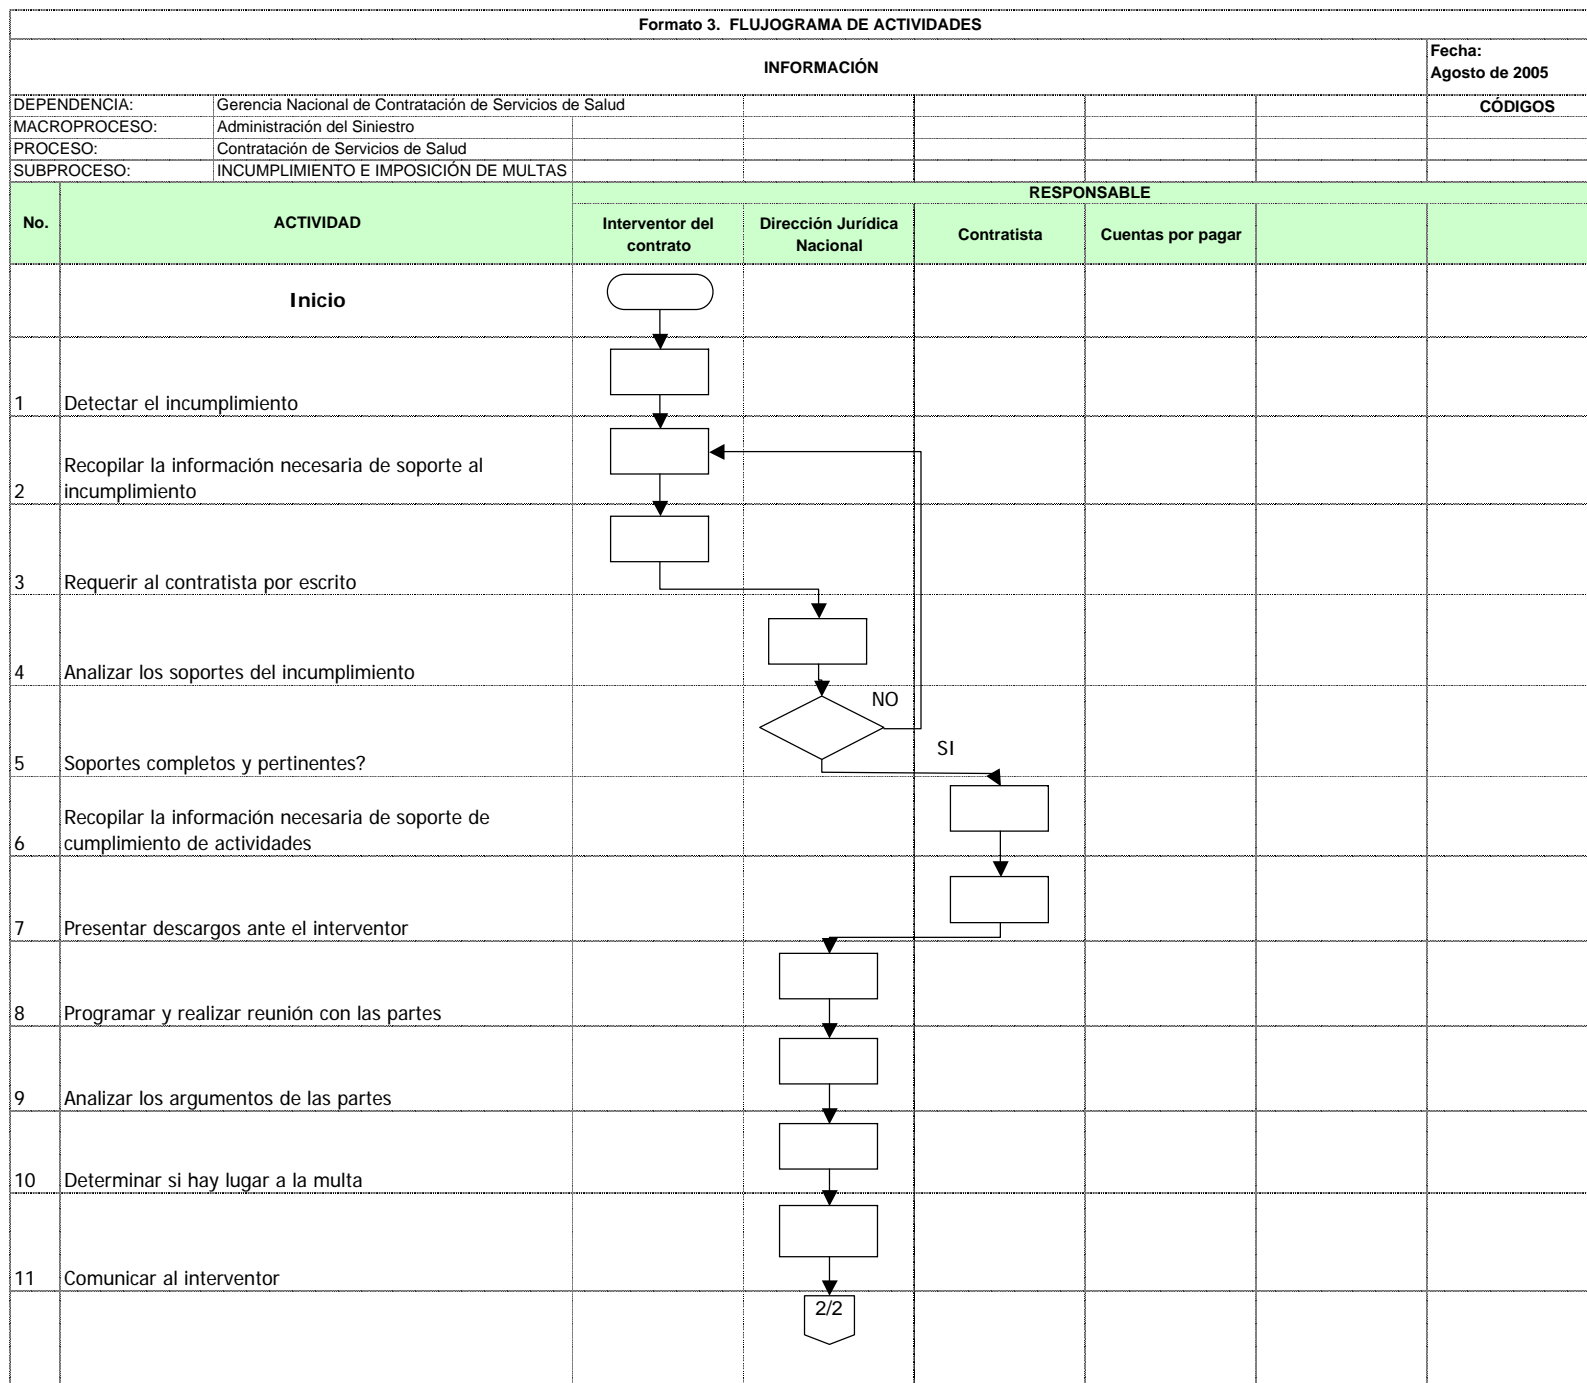 Formato 3.  FLUJOGRAMA DE ACTIVIDADES
INFORMACIÓN
Fecha:
Agosto de 2005
DEPENDENCIA: Gerencia Nacional de Contratación de Servicios de Salud
CÓDIGOS
MACROPROCESO: Administración del Siniestro
PROCESO: Contratación de Servicios de Salud
SUBPROCESO: INCUMPLIMIENTO E IMPOSICIÓN DE MULTAS
No. ACTIVIDAD
RESPONSABLE
Interventor del
contrato
Dirección Jurídica
Nacional
Contratista
Cuentas por pagar
Inicio
1 Detectar el incumplimiento
Recopilar la información necesaria de soporte al
2 incumplimiento
3 Requerir al contratista por escrito
4 Analizar los soportes del incumplimiento
NO
SI
5 Soportes completos y pertinentes?
Recopilar la información necesaria de soporte de
6 cumplimiento de actividades
7 Presentar descargos ante el interventor
8 Programar y realizar reunión con las partes
9 Analizar los argumentos de las partes
10 Determinar si hay lugar a la multa
11 Comunicar al interventor
2/2